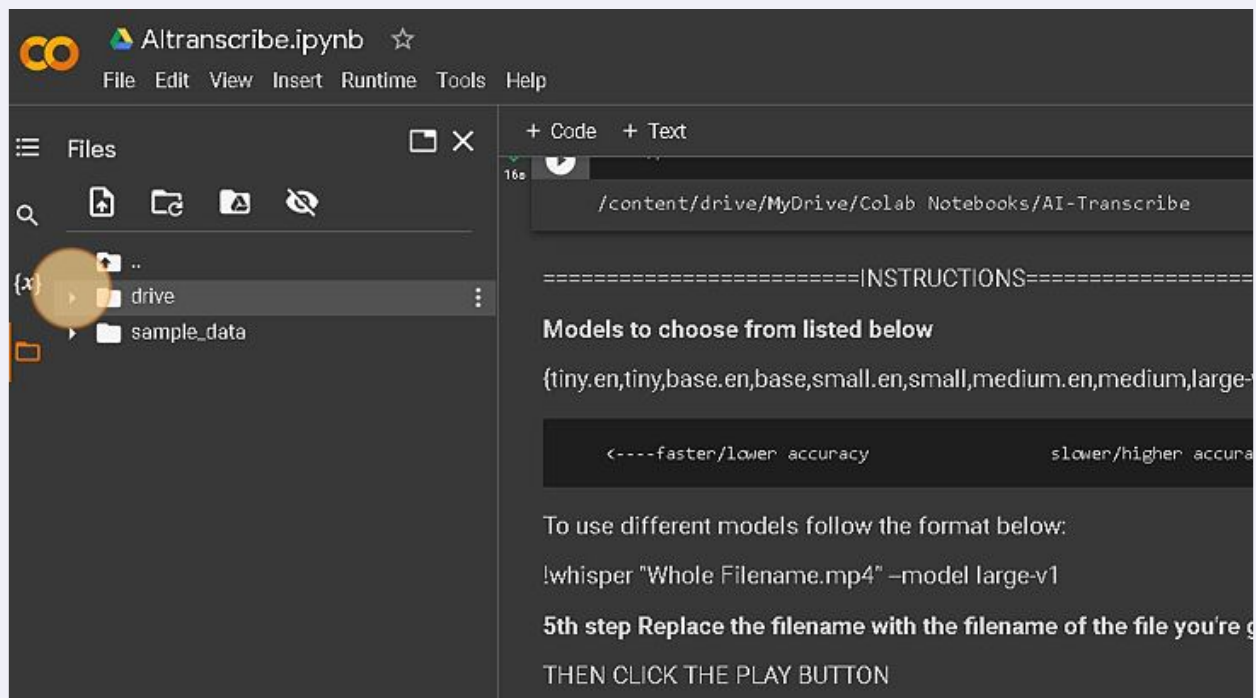 AItranscribe.ipynb
File Edit View Insert Runtime Tools Help
Files
..
drive
sample_data
{x}
+ Code + Text
16s
/content/drive/MyDrive/Colab Notebooks/AI-Transcribe
==========================INSTRUCTIONS===================
Models to choose from listed below
{tiny.en,tiny,base.en,base,small.en,small,medium.en,medium,large-
<----faster/lower accuracy slower/higher accura
To use different models follow the format below:
!whisper "Whole Filename.mp4" –model large-v1
5th step Replace the filename with the filename of the file you're
THEN CLICK THE PLAY BUTTON